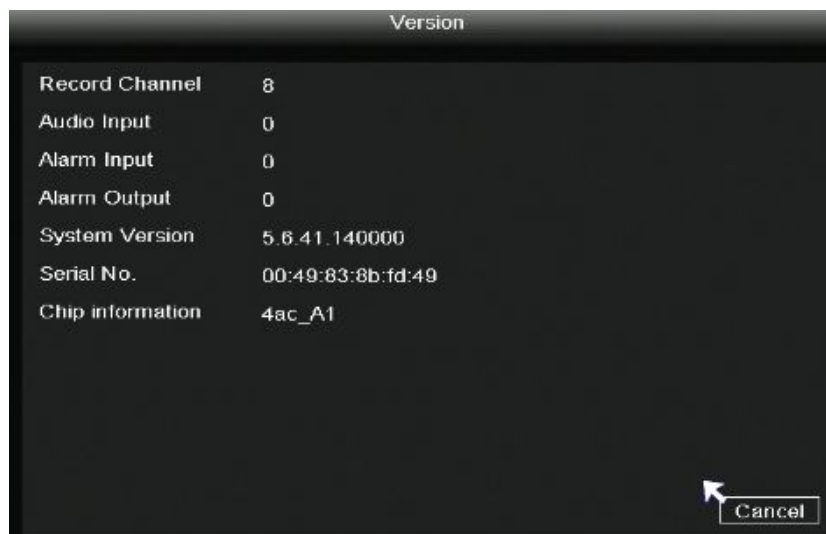 Version
Record Channel 8
Audio Input 0
Alarm Input 0
Alarm Output 0
System Version 5.6.41.140000
Serial No. 00:49:83:8b:fd:49
Chip information 4ac_A1
Cancel